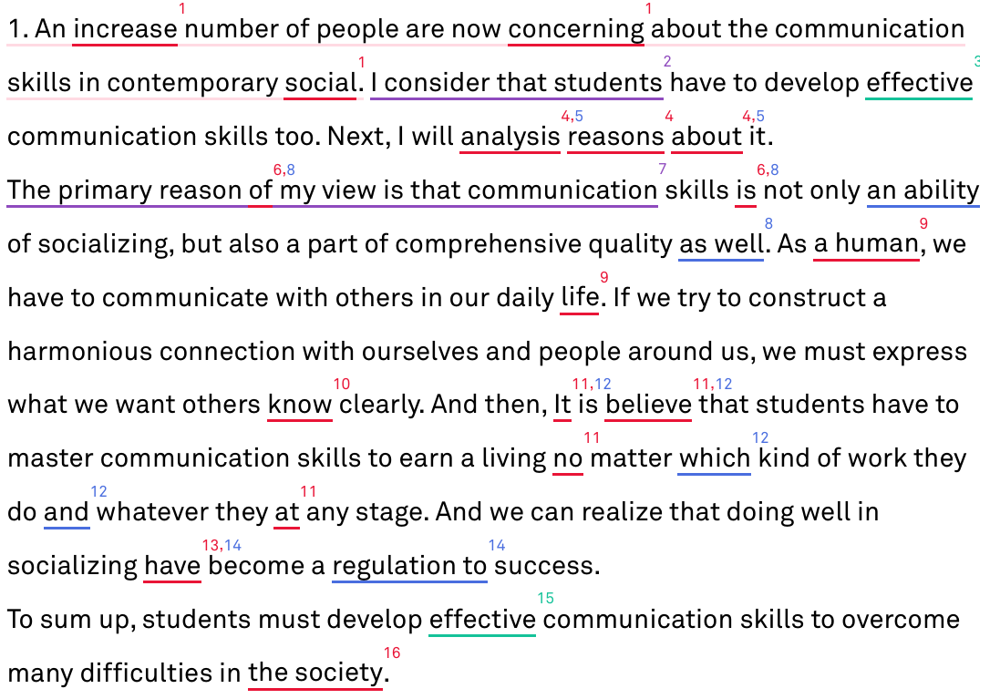 1 1
1. An increase number of people are now concerning about the communication
1 2 3
skills in contemporary social. I consider that students have to develop effective
4,5 4 4,5
communication skills too. Next, I will analysis reasons about it.
6,8 7 6,8
The primary reason of my view is that communication skills is not only an ability
8 9
of socializing, but also a part of comprehensive quality as well. As a human, we
9
have to communicate with others in our daily life. If we try to construct a
harmonious connection with ourselves and people around us, we must express
10 11,12 11,12
what we want others know clearly. And then, It is believe that students have to
11 12
master communication skills to earn a living no matter which kind of work they
12 11
do and whatever they at any stage. And we can realize that doing well in
13,14 14
socializing have become a regulation to success.
15
To sum up, students must develop effective communication skills to overcome
16
many difficulties in the society.